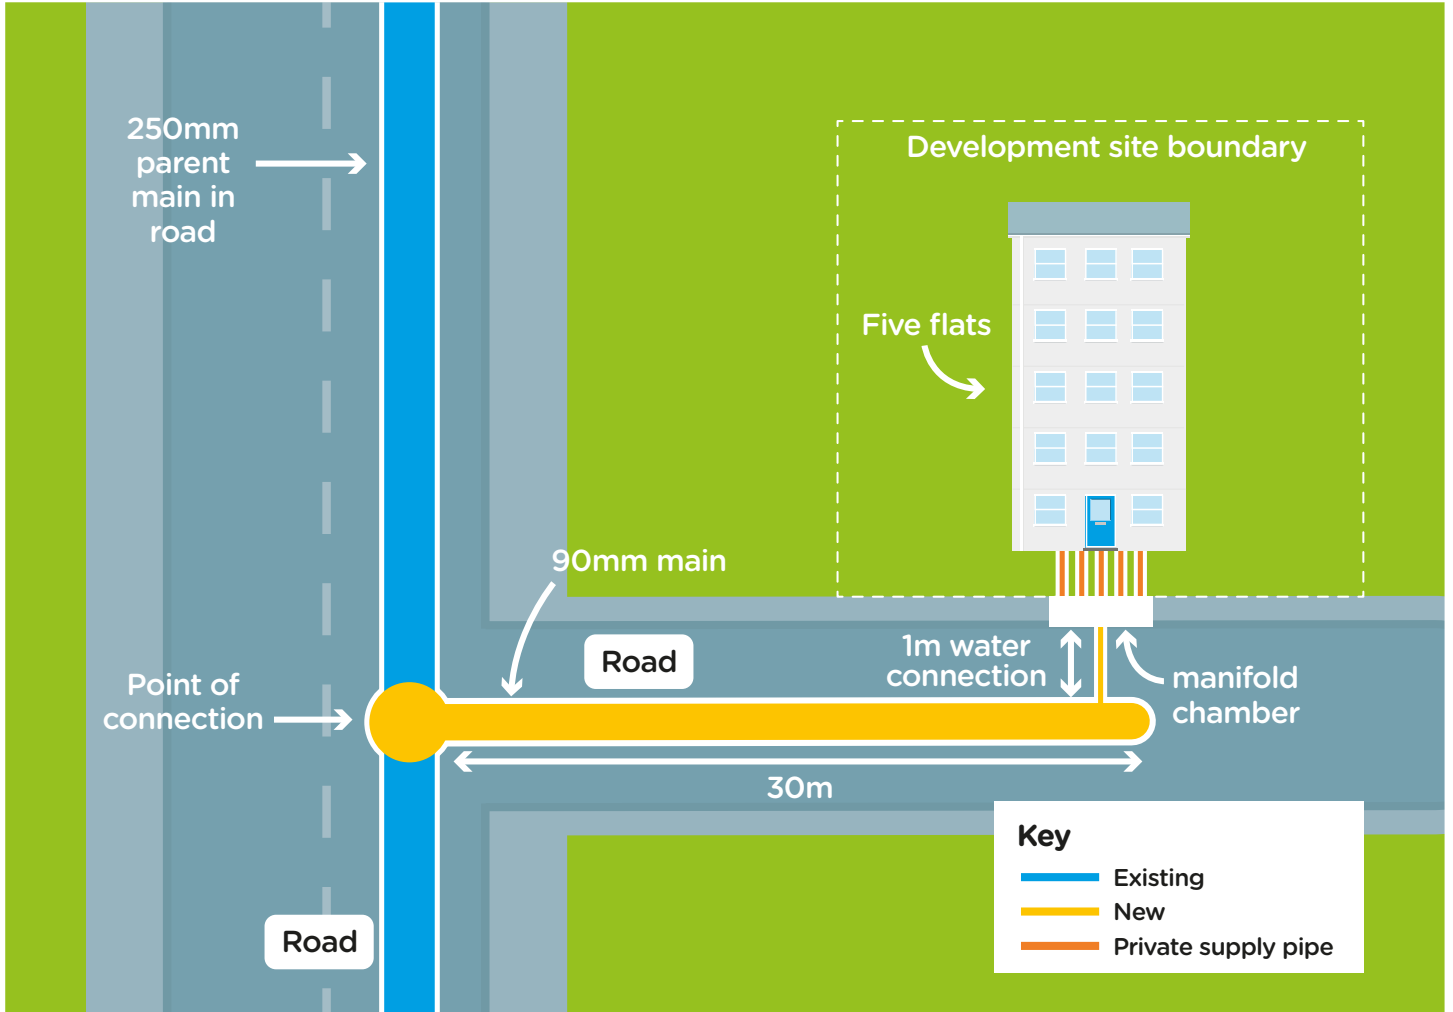 250mm
parent
main in
road
Development site boundary
Five flats
90mm main
Road
1m water
connection
manifold
chamber
Point of
connection
30m
Road
Key
Existing
New
Private supply pipe